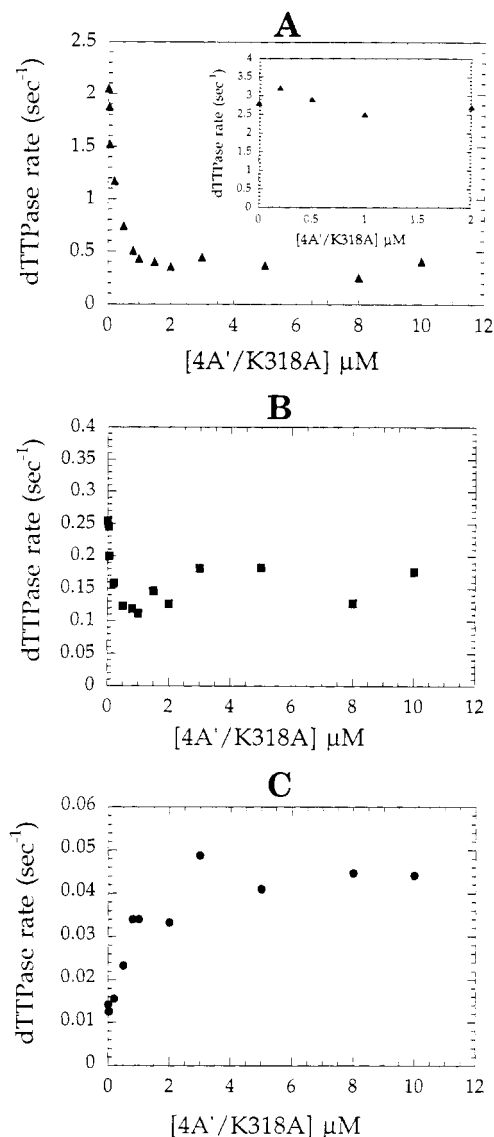 A
dTTPase rate (sec⁻¹)
2.5
2
1.5
1
0.5
0
0 2 4 6 8 10 12
[4A'/K318A] µM
dTTPase rate (sec⁻¹)
4
3.5
3
2.5
2
1.5
1
0.5
0
0 0.5 1 1.5 2
[4A'/K318A] µM
B
dTTPase rate (sec⁻¹)
0.4
0.35
0.3
0.25
0.2
0.15
0.1
0.05
0
0 2 4 6 8 10 12
[4A'/K318A] µM
C
dTTPase rate (sec⁻¹)
0.06
0.05
0.04
0.03
0.02
0.01
0
0 2 4 6 8 10 12
[4A'/K318A] µM